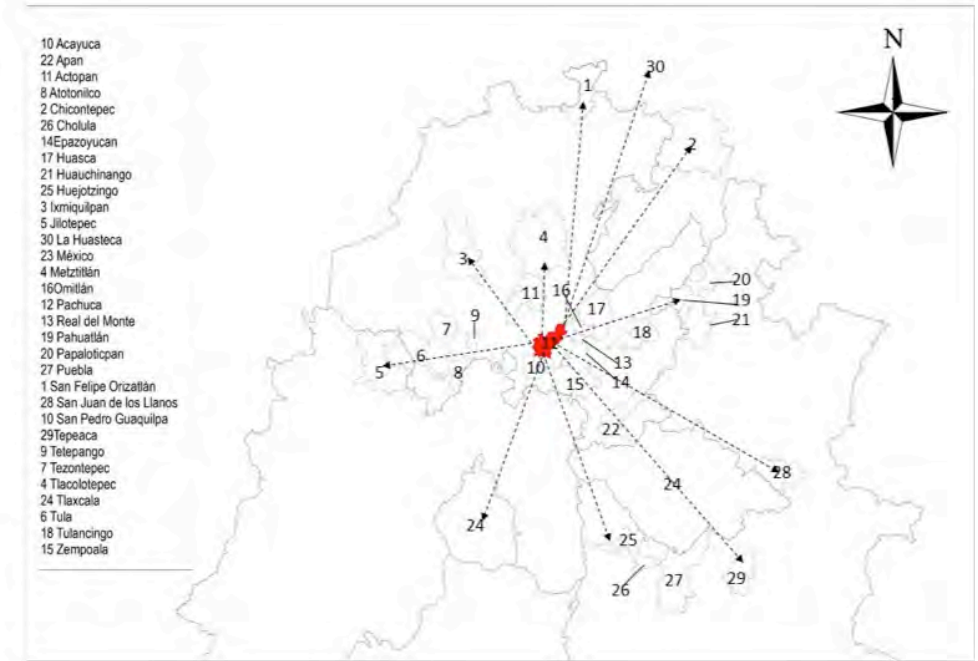 10 Acayuca
22 Apan
11 Actopan
8 Atotonilco
2 Chicontepec
26 Cholula
14Epazoyucan
17 Huasca
21 Huauchinango
25 Huejotzingo
3 Ixmiquilpan
5 Jilotepec
30 La Huasteca
23 México
4 Metztitlán
16Omitlán
12 Pachuca
13 Real del Monte
19 Pahuatlán
20 Papaloticpan
27 Puebla
1 San Felipe Orizatlán
28 San Juan de los Llanos
10 San Pedro Guaquilpa
29Tepeaca
9 Tetepango
7 Tezontepec
4 Tlacolotepec
24 Tlaxcala
6 Tula
18 Tulancingo
15 Zempoala
N
30
1
2
4
3
20
11 16
19
17
9
21
7
18
6
13
5
8
10
14
15
22
28
24
24
25
29
27
26